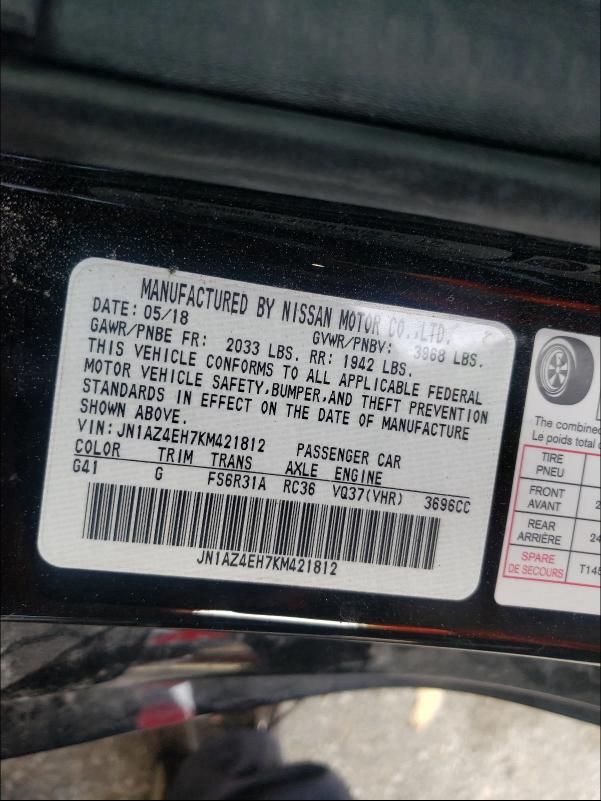 MANUFACTURED BY NISSAN MOTOR CO.,LTD.
DATE: 05/18 GVWR/PNBV: 3968 LBS.
GAWR/PNBE FR: 2033 LBS. RR: 1942 LBS.
THIS VEHICLE CONFORMS TO ALL APPLICABLE FEDERAL
MOTOR VEHICLE SAFETY,BUMPER,AND THEFT PREVENTION
STANDARDS IN EFFECT ON THE DATE OF MANUFACTURE
SHOWN ABOVE.
VIN:JN1AZ4EH7KM421812 PASSENGER CAR
COLOR TRIM TRANS AXLE ENGINE
G41 G FS6R31A RC36 VQ37(VHR) 3696CC
JN1AZ4EH7KM421812
The combined
Le poids total
TIRE
PNEU
FRONT
AVANT
REAR
ARRIÈRE
24
SPARE
DE SECOURS
T145